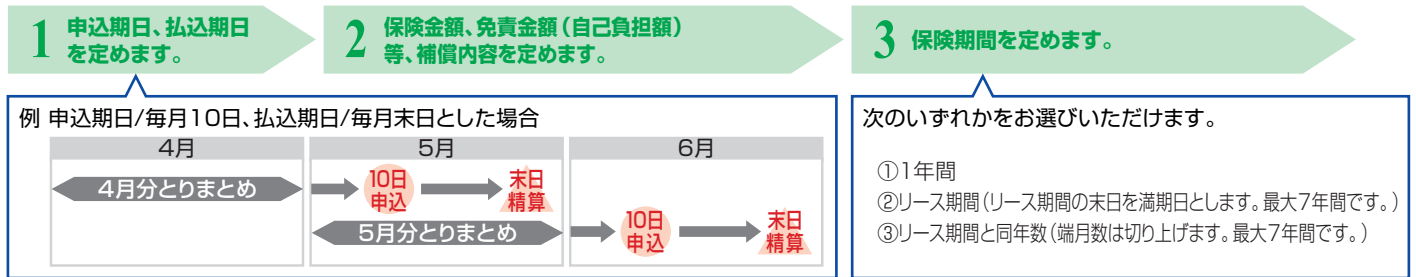 1 申込期日、払込期日
を定めます。
2 保険金額、免責金額(自己負担額)
等、補償内容を定めます。
3 保険期間を定めます。
例 申込期日/毎月10日、払込期日/毎月末日とした場合
4月 5月 6月
4月分とりまとめ
10日
申込
末日
精算
5月分とりまとめ
10日
申込
末日
精算
次のいずれかをお選びいただけます。
①1年間
②リース期間(リース期間の末日を満期日とします。最大7年間です。)
③リース期間と同年数(端月数は切り上げます。最大7年間です。)